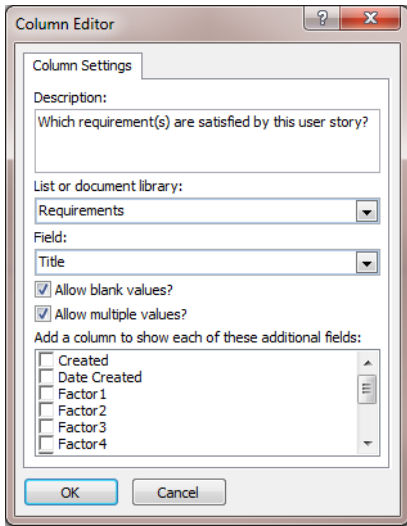 Column Editor
Column Settings
Description:
Which requirement(s) are satisfied by this user story?
List or document library:
Requirements
Field:
Title
Allow blank values?
Allow multiple values?
Add a column to show each of these additional fields:
Created
Date Created
Factor1
Factor2
Factor3
Factor4
OK Cancel